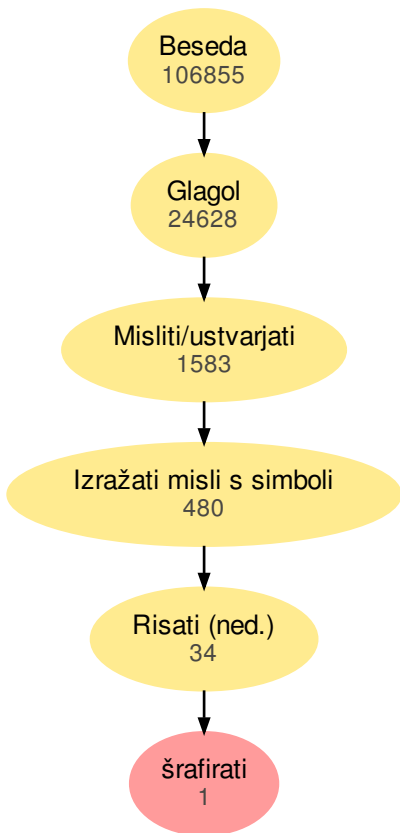 Beseda
106855
Glagol
24628
Misliti/ustvarjati
1583
Izražati misli s simboli
480
Risati (ned.)
34
šrafirati
1